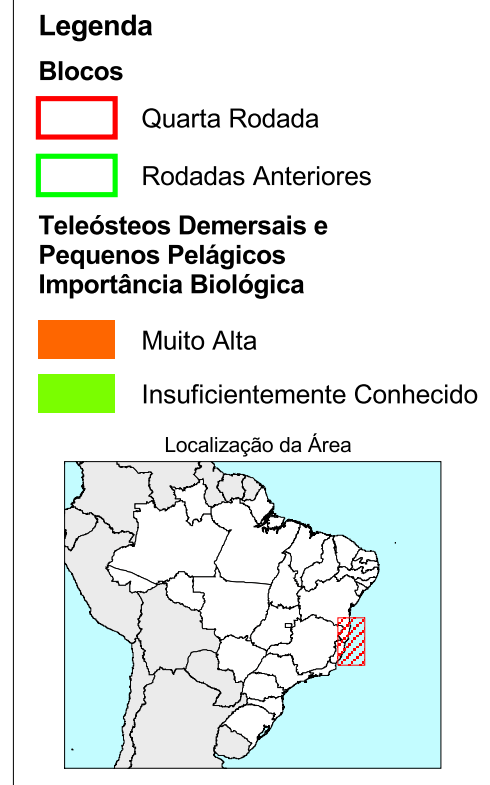 Legenda
Blocos
Quarta Rodada
Rodadas Anteriores
Teleósteos Demersais e
Pequenos Pelágicos
Importância Biológica
Muito Alta
Insuficientemente Conhecido
Localização da Área